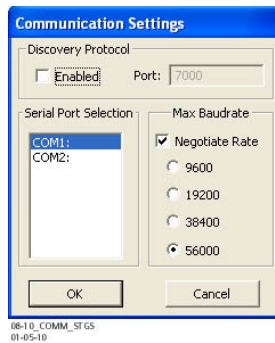 Communication Settings
Discovery Protocol
Enabled Port: 7000
Serial Port Selection
COM1:
COM2:
Max Baudrate
Negotiate Rate
9600
19200
38400
56000
OK Cancel
08-10_COMM_STGS
01-05-10